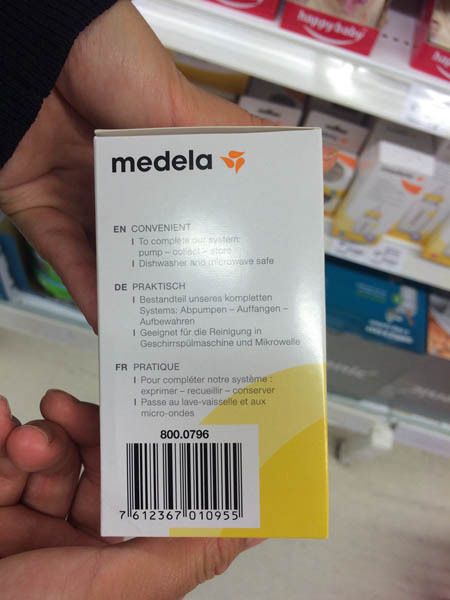 happybaby
medela
EN CONVENIENT
I To complete our system:
pump – collect – store
I Dishwasher and microwave safe
DE PRAKTISCH
I Bestandteil unseres kompletten
Systems: Abpumpen – Auffangen –
Aufbewahren
I Geeignet für die Reinigung in
Geschirrspülmaschine und Mikrowelle
FR PRATIQUE
I Pour compléter notre système :
exprimer – recueillir – conserver
I Passe au lave-vaisselle et aux
micro-ondes
800.0796
7 612367 010955